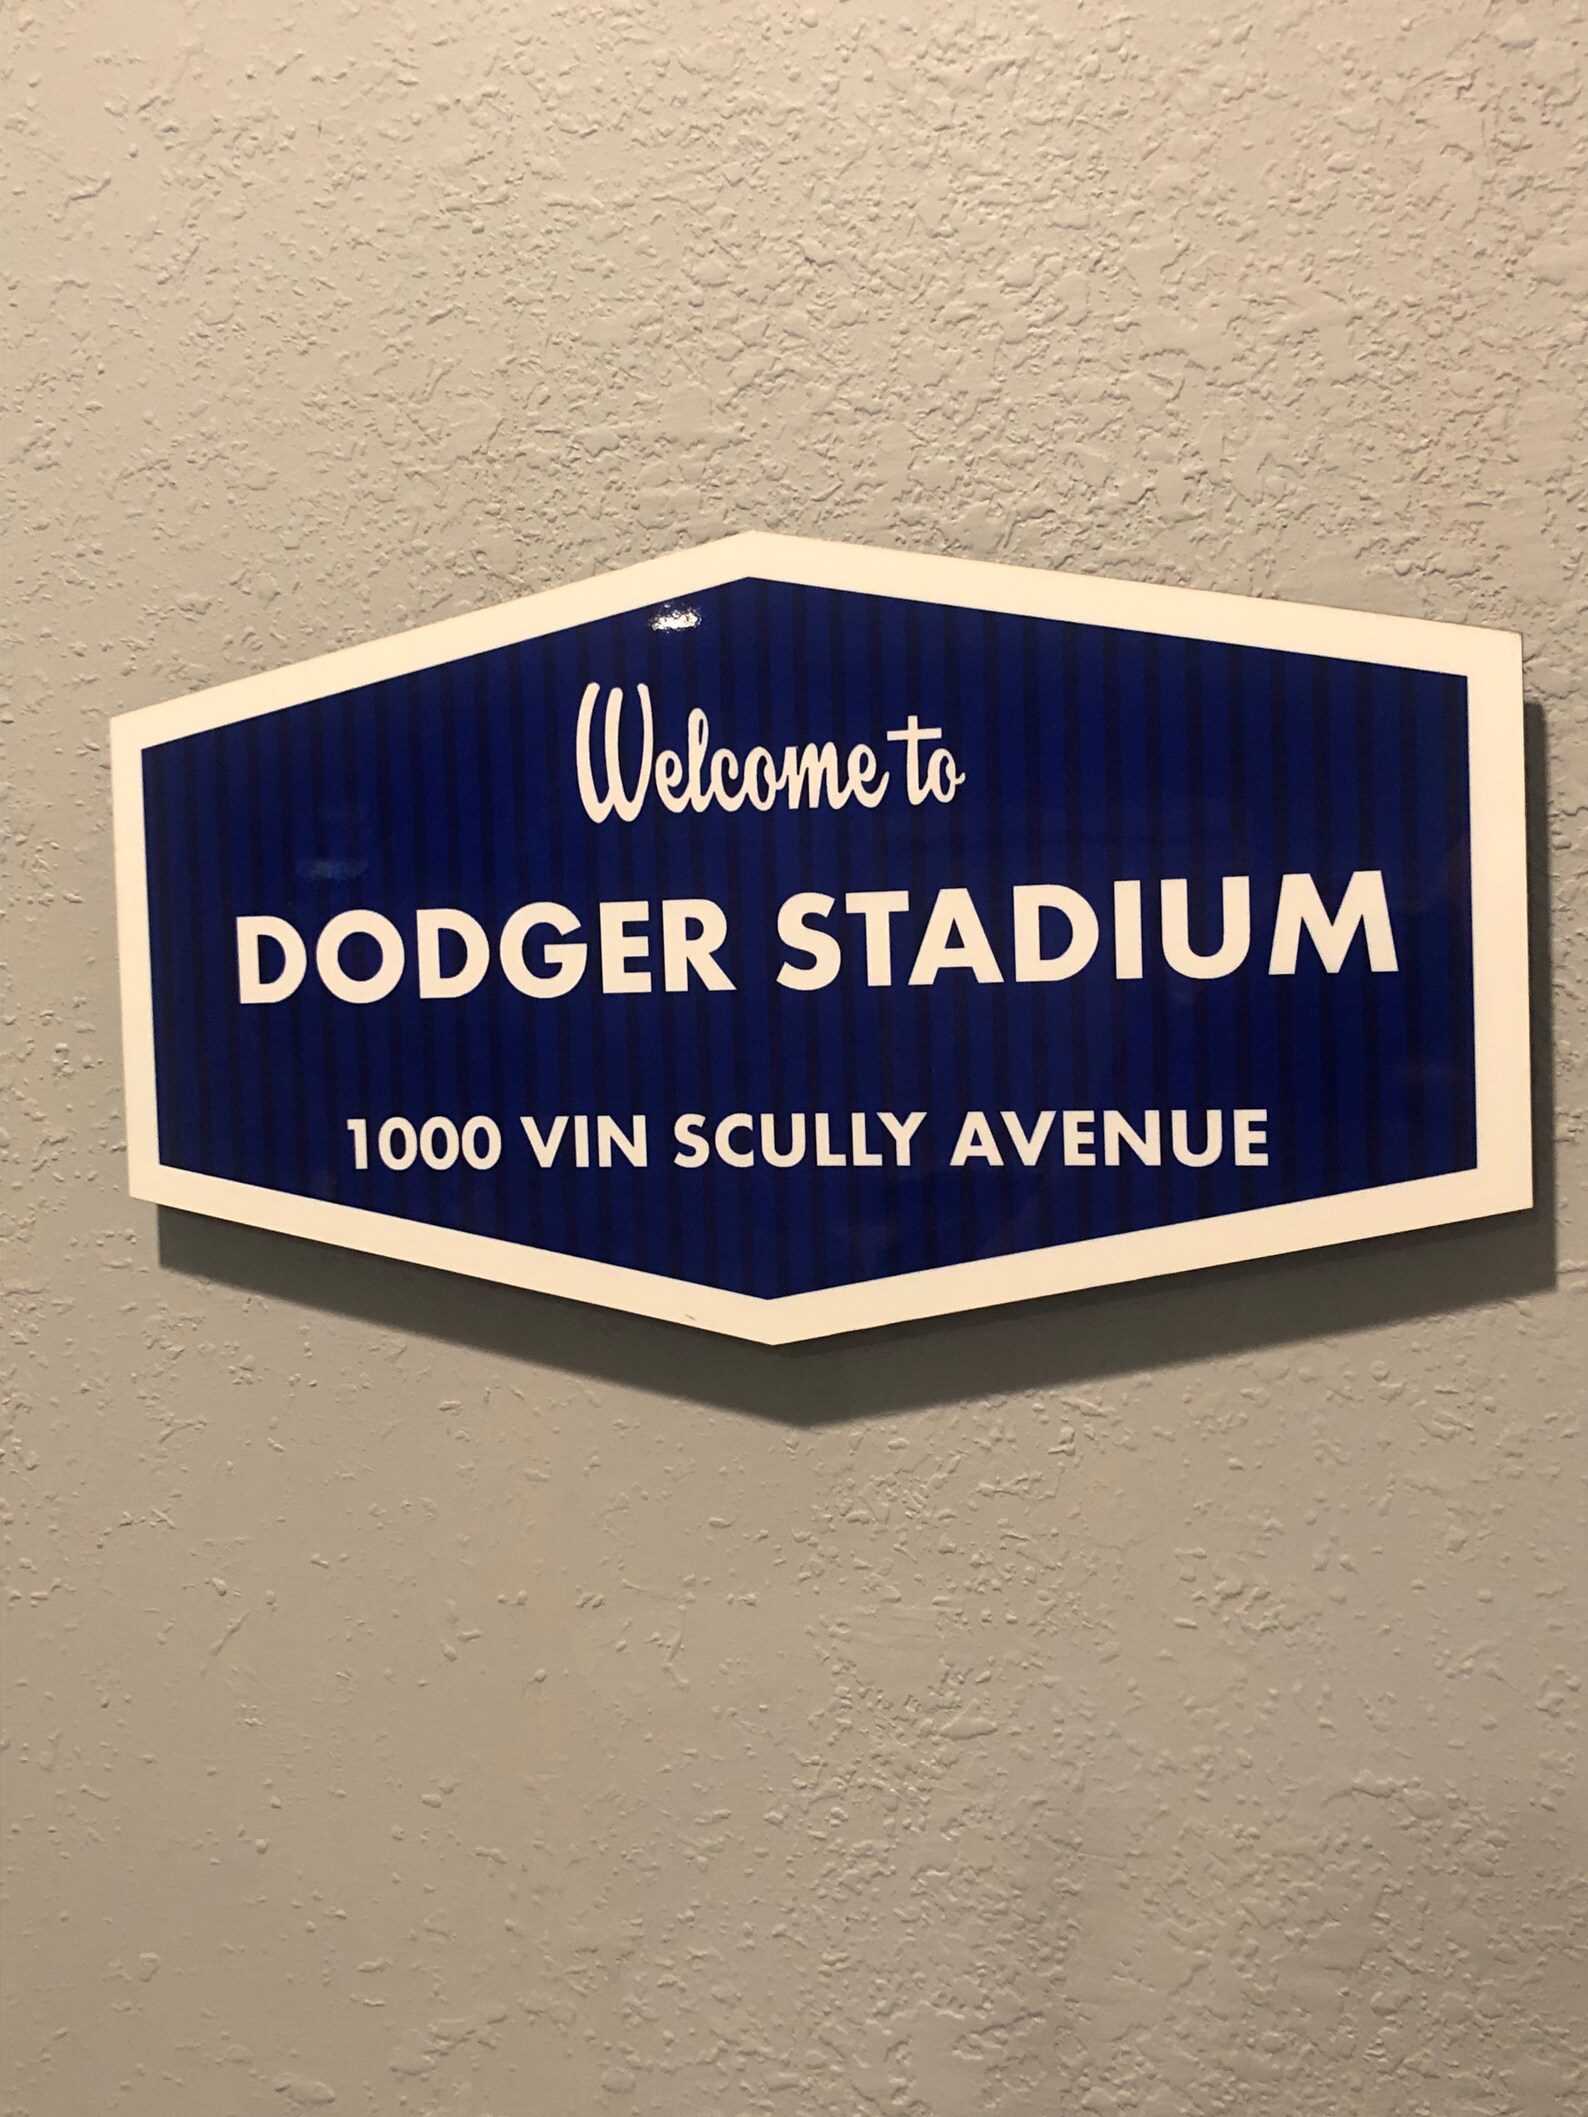 Welcome to
DODGER STADIUM
1000 VIN SCULLY AVENUE